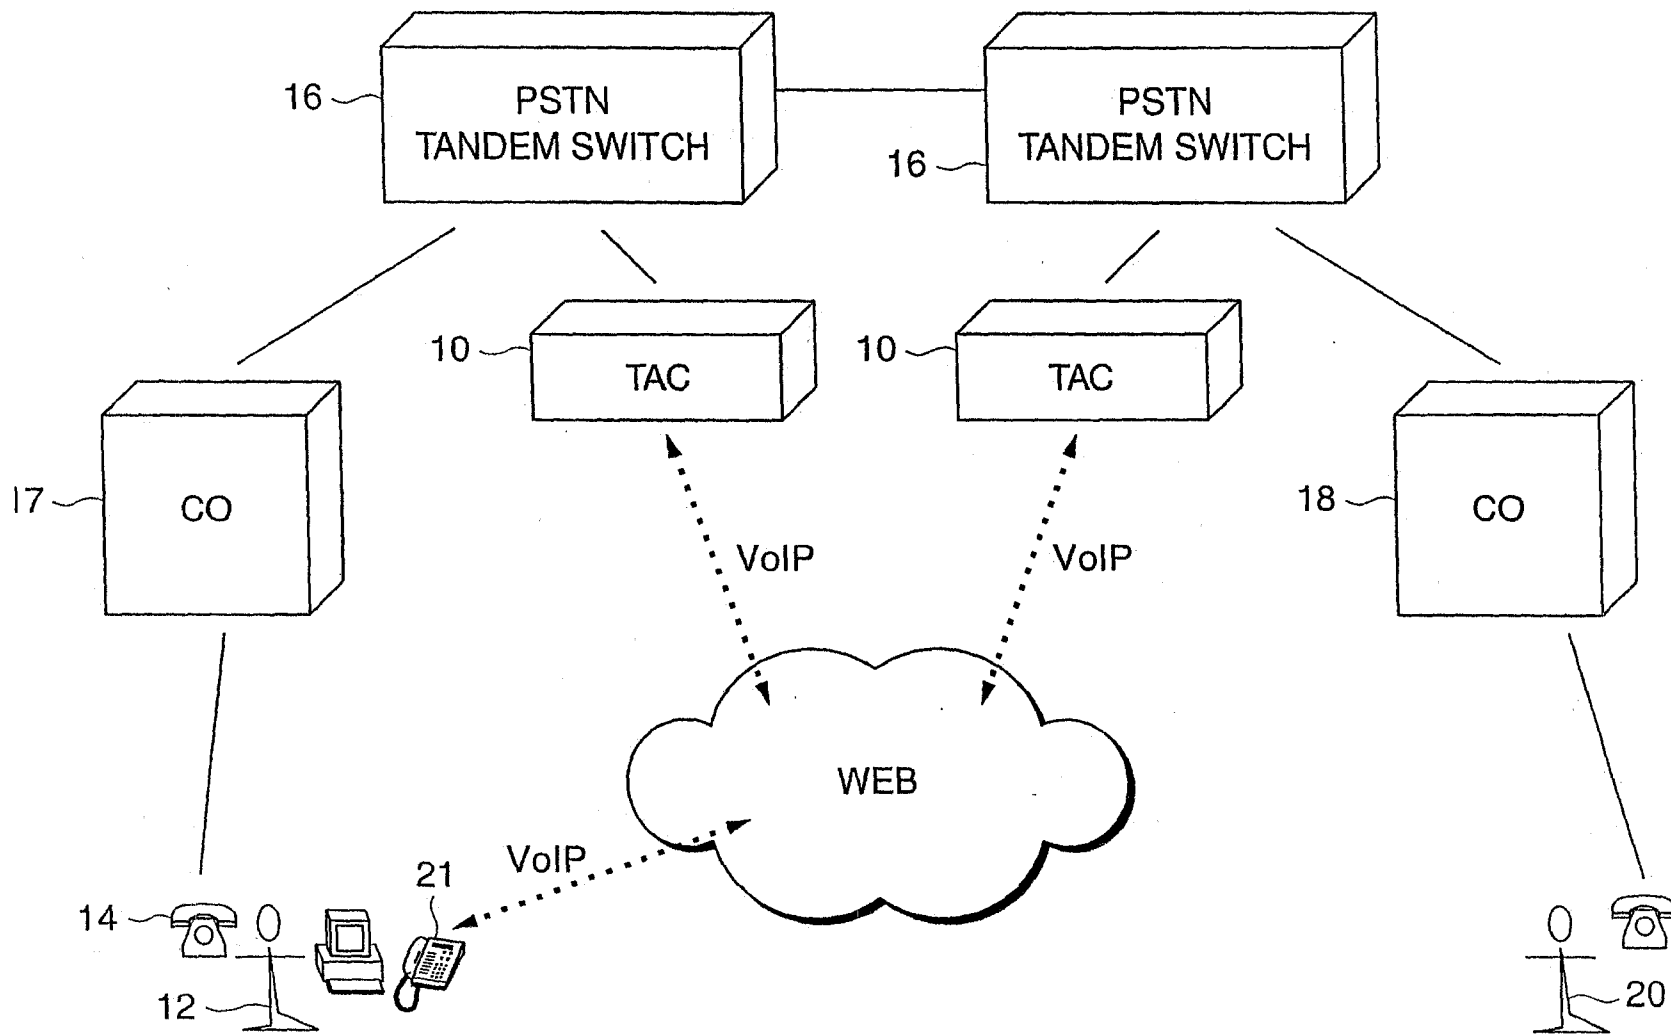 16
PSTN
TANDEM SWITCH
16
PSTN
TANDEM SWITCH
10
TAC
10
TAC
17
CO
18
CO
VoIP
VoIP
WEB
VoIP
21
14
12
20